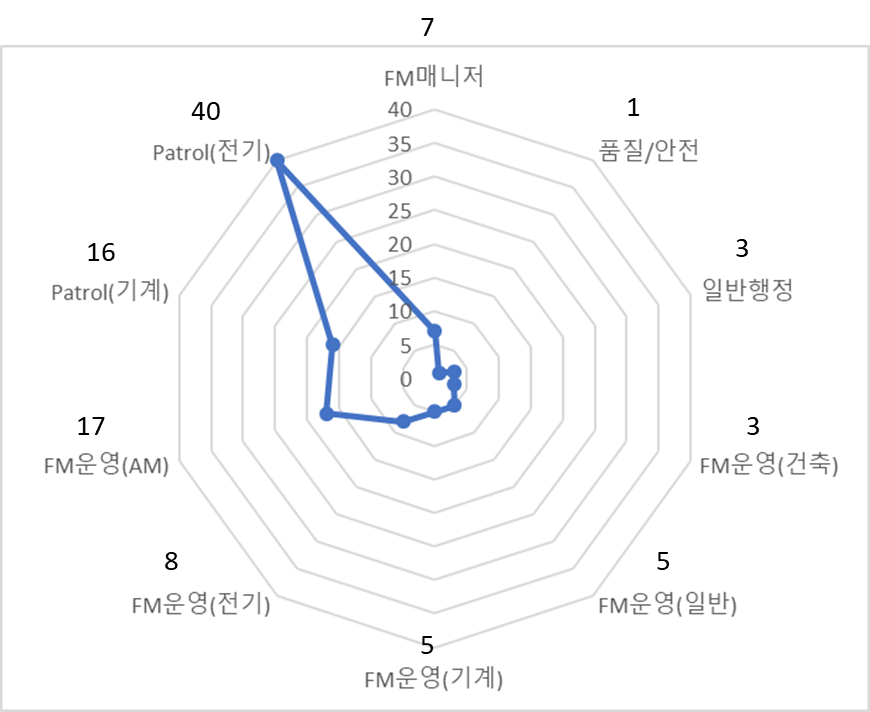 7
FM매니저
40
1
40
Patrol(전기)
품질/안전
35
30
25
20
15
10
5
0
16
Patrol(기계)
3
일반행정
17
FM운영(AM)
3
FM운영(건축)
8
FM운영(전기)
5
FM운영(일반)
5
FM운영(기계)